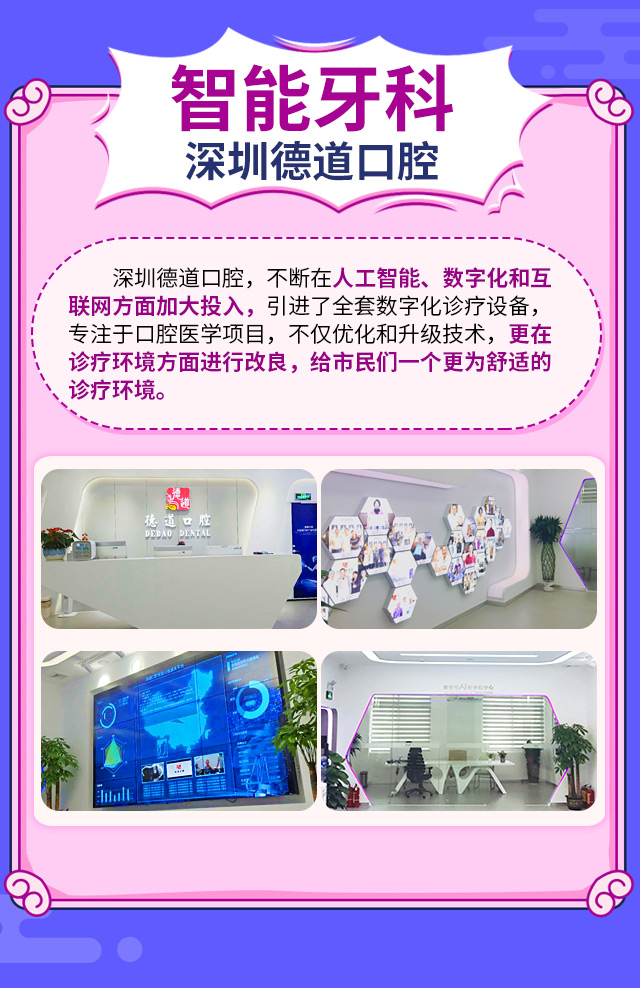 智能牙科
深圳德道口腔
深圳德道口腔，不断在人工智能、数字化和互
联网方面加大投入，引进了全套数字化诊疗设备，
专注于口腔医学项目，不仅优化和升级技术，更在
诊疗环境方面进行改良，给市民们一个更为舒适的
诊疗环境。
德道
德道口腔
DEDAO DENTAL